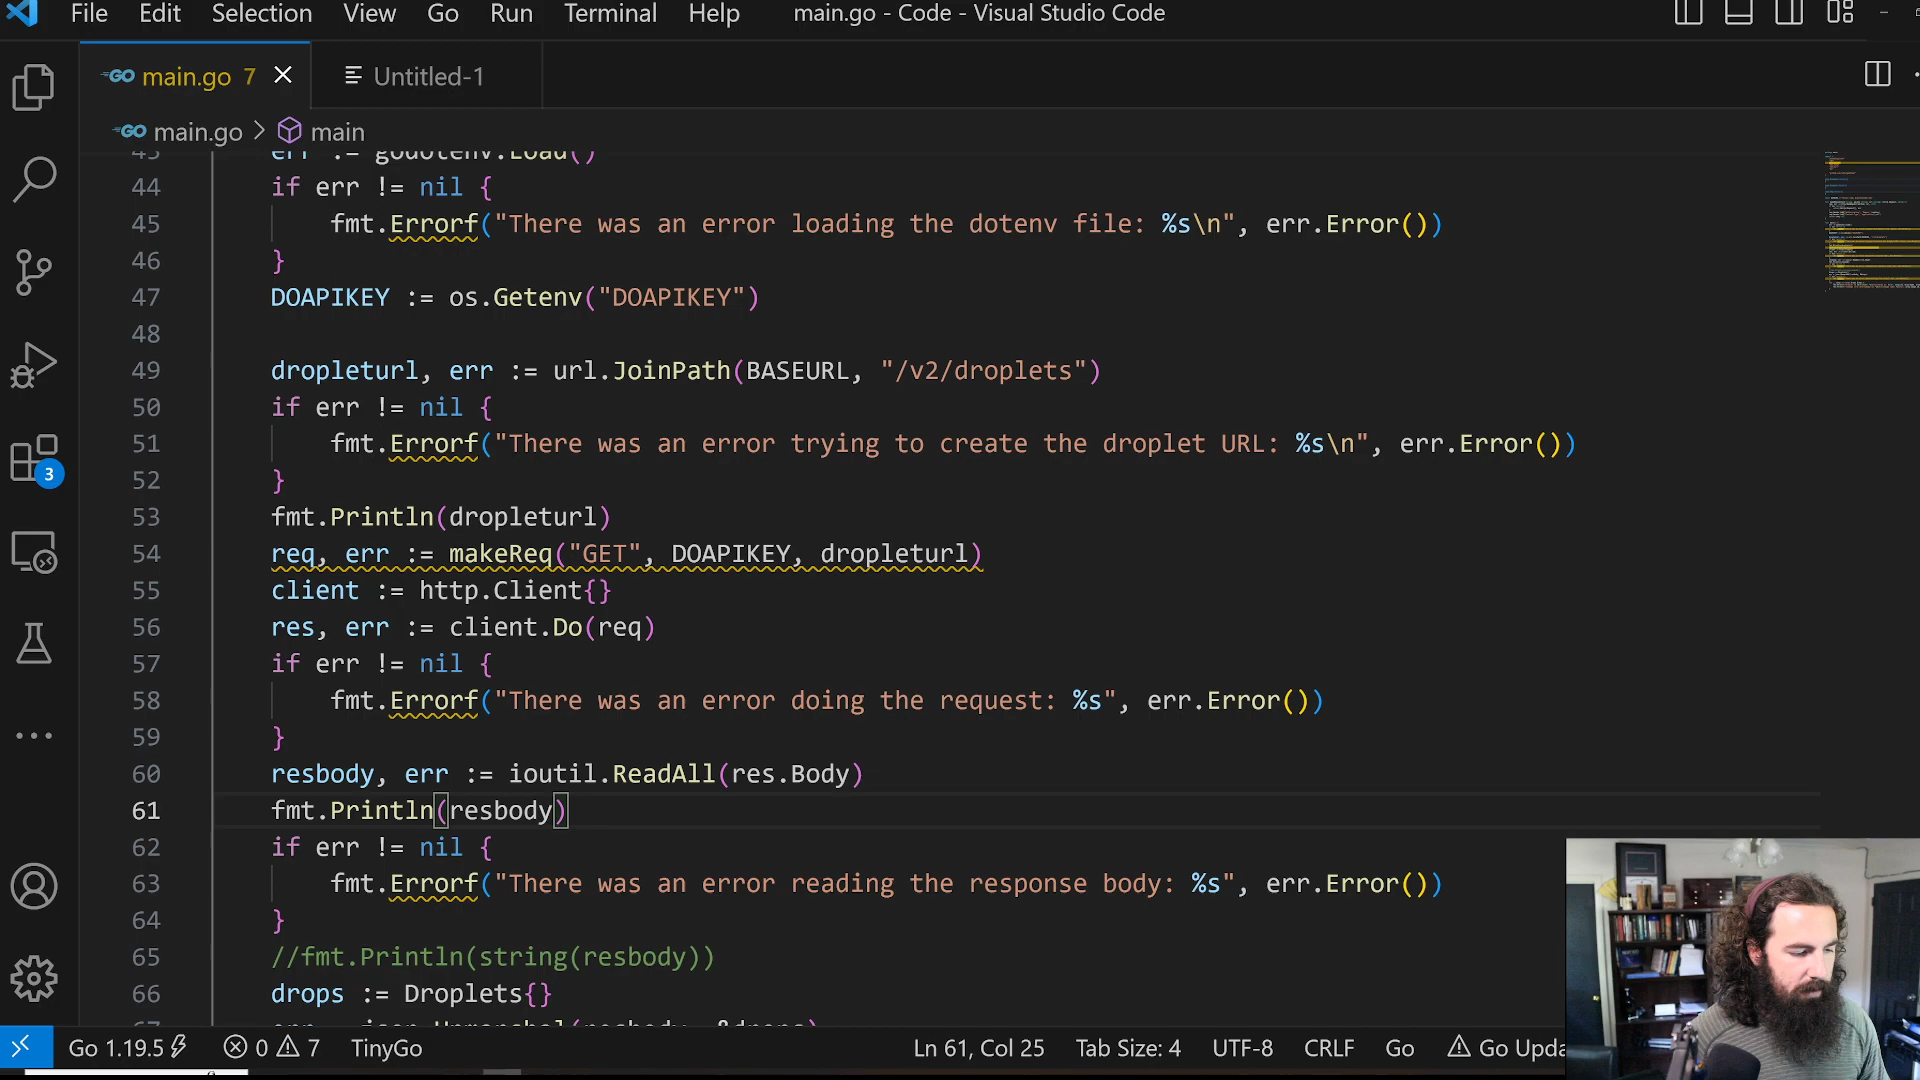 File Edit Selection View Go Run Terminal Help main.go - Code - Visual Studio Code
GO main.go 7 Untitled-1
GO main.go > main
43 err := godotenv.Load()
44 if err != nil {
45 fmt.Errorf("There was an error loading the dotenv file: %s\n", err.Error())
46 }
47 DOAPIKEY := os.Getenv("DOAPIKEY")
48
49 dropleturl, err := url.JoinPath(BASEURL, "/v2/droplets")
50 if err != nil {
51 fmt.Errorf("There was an error trying to create the droplet URL: %s\n", err.Error())
52 }
53 fmt.Println(dropleturl)
54 req, err := makeReq("GET", DOAPIKEY, dropleturl)
55 client := http.Client{}
56 res, err := client.Do(req)
57 if err != nil {
58 fmt.Errorf("There was an error doing the request: %s", err.Error())
59 }
60 resbody, err := ioutil.ReadAll(res.Body)
61 fmt.Println(resbody)
62 if err != nil {
63 fmt.Errorf("There was an error reading the response body: %s", err.Error())
64 }
65 //fmt.Println(string(resbody))
66 drops := Droplets{}
67 err = json.Unmarshal(resbody, &drops)
3
Go 1.19.5 0 7 TinyGo Ln 61, Col 25 Tab Size: 4 UTF-8 CRLF Go Go Upda